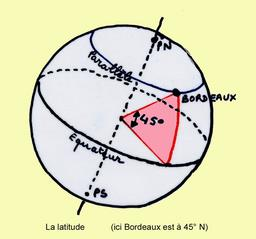 PN
Parallèle
BORDEAUX
45°
Equateur
PS
La latitude (ici Bordeaux est à 45° N)